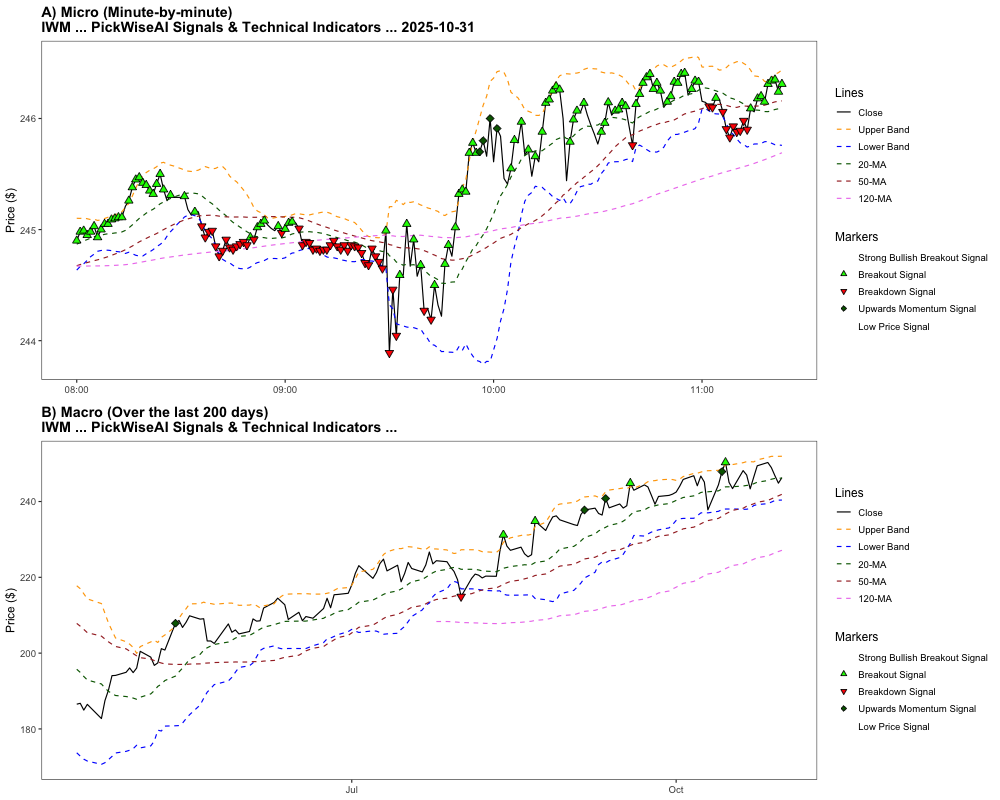 A) Micro (Minute-by-minute)
IWM ... PickWiseAI Signals & Technical Indicators ... 2025-10-31
Price ($)
246
245
244
08:00
09:00
10:00
11:00
Lines
Close
Upper Band
Lower Band
20-MA
50-MA
120-MA
Markers
Strong Bullish Breakout Signal
Breakout Signal
Breakdown Signal
Upwards Momentum Signal
Low Price Signal
B) Macro (Over the last 200 days)
IWM ... PickWiseAI Signals & Technical Indicators ...
Price ($)
240
220
200
180
Jul
Oct
Lines
Close
Upper Band
Lower Band
20-MA
50-MA
120-MA
Markers
Strong Bullish Breakout Signal
Breakout Signal
Breakdown Signal
Upwards Momentum Signal
Low Price Signal